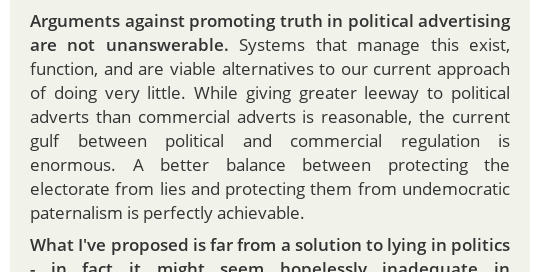 Arguments against promoting truth in political advertising
are not unanswerable. Systems that manage this exist,
function, and are viable alternatives to our current approach
of doing very little. While giving greater leeway to political
adverts than commercial adverts is reasonable, the current
gulf between political and commercial regulation is
enormous. A better balance between protecting the
electorate from lies and protecting them from undemocratic
paternalism is perfectly achievable.
What I've proposed is far from a solution to lying in politics
- in fact it might seem hopelessly inadequate in